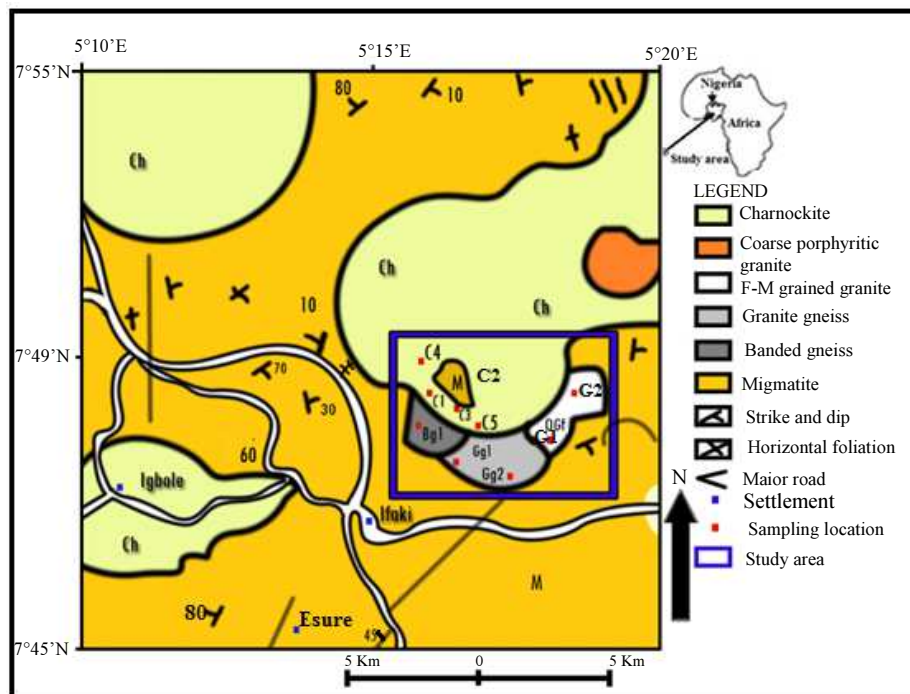 5°10'E
5°15'E
5°20'E
7°55'N
80
10
Ch
Nigeria
Africa
Study area
LEGEND
Charnockite
Coarse porphyritic
granite
F-M grained granite
Granite gneiss
Banded gneiss
Migmatite
Strike and dip
Horizontal foliation
Maior road
Settlement
Sampling location
Study area
Ch
Ch
10
7°49'N
C4
C2
M
70
C1
C3
G2
30
C5
OGf
G1
Bg1
60
Gg1
Gg2
Igbole
Ifaki
Ch
N
M
80
Esure
45
7°45'N
5 Km
0
5 Km